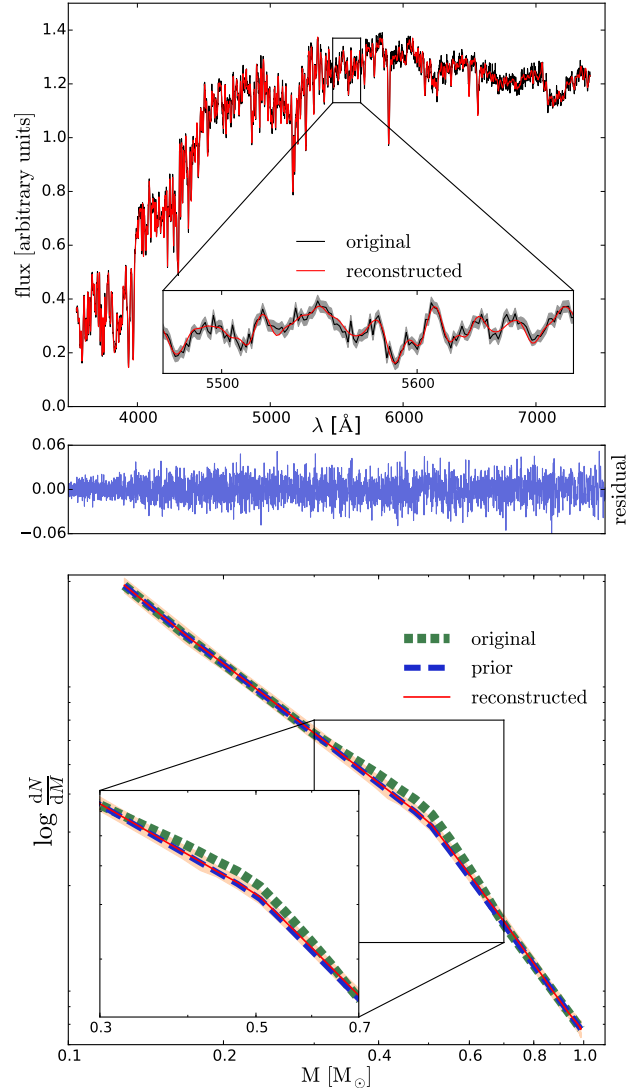 1.4
1.2
1.0
0.8
0.6
0.4
0.2
0.0
flux [arbitrary units]
original
reconstructed
5500 5600
4000 5000 6000 7000
λ [Å]
0.06
0.00
−0.06
residual
original
prior
reconstructed
log dN/dM
0.3 0.5 0.7
0.1 0.2 0.4 0.6 0.8 1.0
M [M⊙]